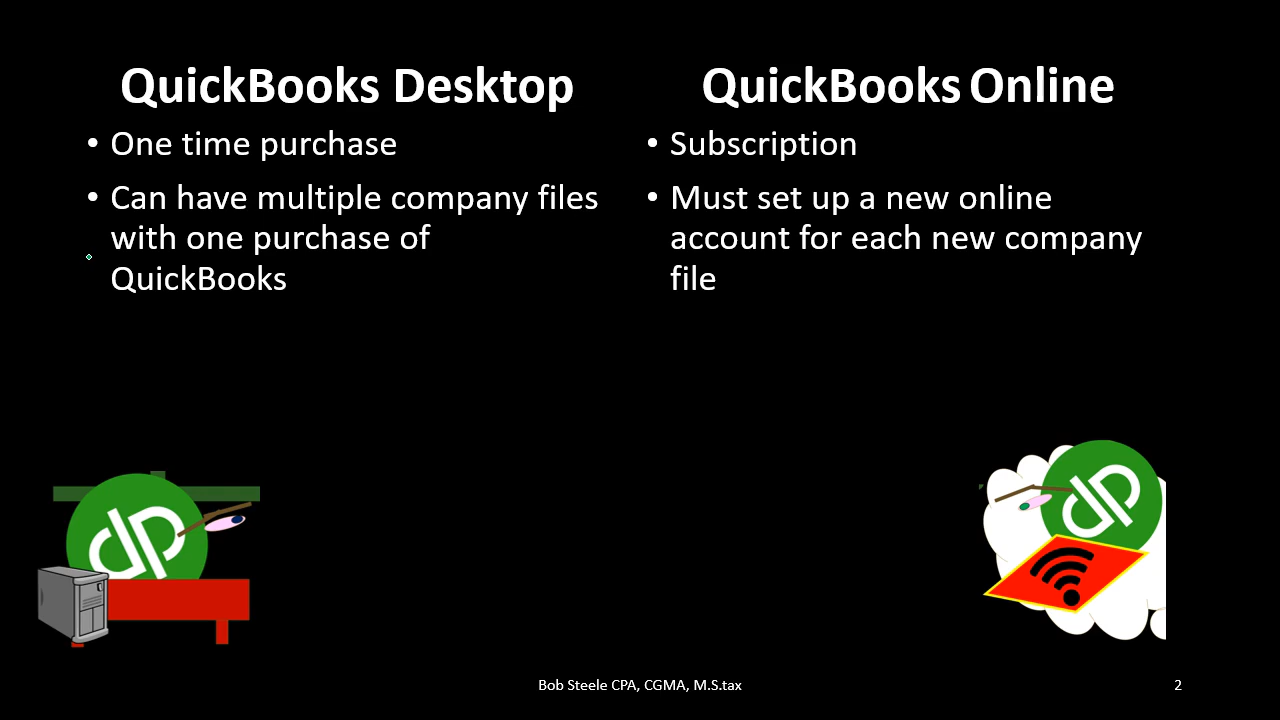 QuickBooks Desktop
• One time purchase
• Can have multiple company files
with one purchase of
QuickBooks
QuickBooks Online
• Subscription
• Must set up a new online
account for each new company
file
Bob Steele CPA, CGMA, M.S.tax
2